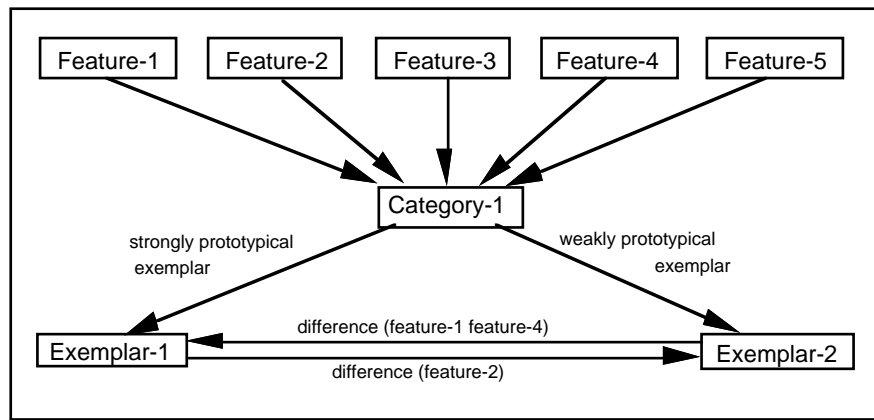 Feature-1
Feature-2
Feature-3
Feature-4
Feature-5
Category-1
strongly prototypical
exemplar
weakly prototypical
exemplar
difference (feature-1 feature-4)
Exemplar-1
Exemplar-2
difference (feature-2)